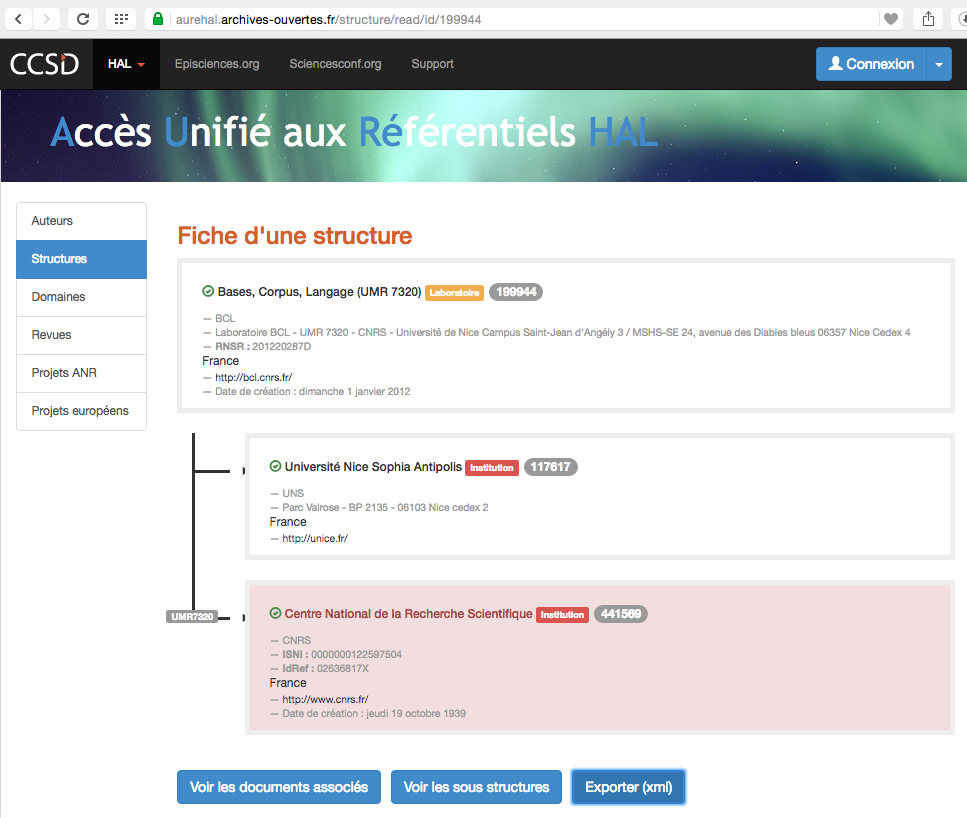 aurehal.archives-ouvertes.fr/structure/read/id/199944
CCSD HAL Episciences.org Sciencesconf.org Support Connexion
Accès Unifié aux Référentiels HAL
Auteurs
Structures
Domaines
Revues
Projets ANR
Projets européens
Fiche d'une structure
Bases, Corpus, Langage (UMR 7320) Laboratoire 199944
— BCL
— Laboratoire BCL - UMR 7320 - CNRS - Université de Nice Campus Saint-Jean d'Angély 3 / MSHS-SE 24, avenue des Diables bleus 06357 Nice Cedex 4
— RNSR : 201220287D
France
— http://bcl.cnrs.fr/
— Date de création : dimanche 1 janvier 2012
Université Nice Sophia Antipolis Institution 117617
— UNS
— Parc Valrose - BP 2135 - 06103 Nice cedex 2
France
— http://unice.fr/
UMR7320
Centre National de la Recherche Scientifique Institution 441569
— CNRS
— ISNI : 0000000122597504
— IdRef : 02636817X
France
— http://www.cnrs.fr/
— Date de création : jeudi 19 octobre 1939
Voir les documents associés Voir les sous structures Exporter (xml)